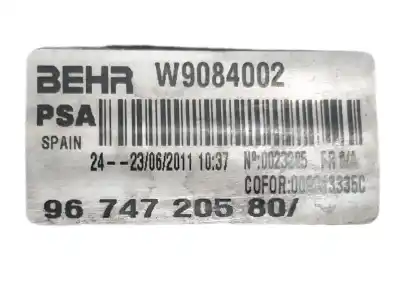 BEHR W9084002
PSA
SPAIN
24 -- 23/06/2011 10:37
96 747 205 80/